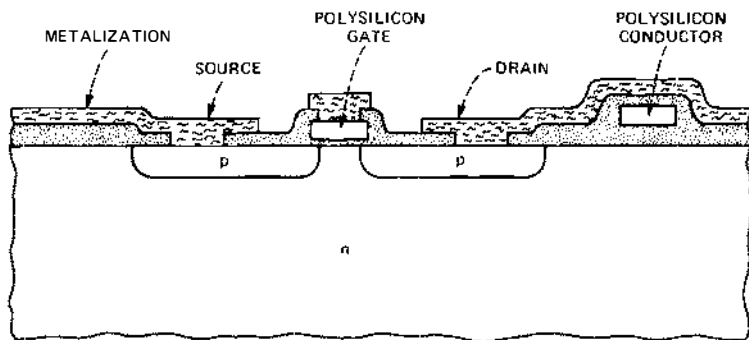 METALIZATION
SOURCE
POLYSILICON
GATE
DRAIN
POLYSILICON
CONDUCTOR
p
p
n